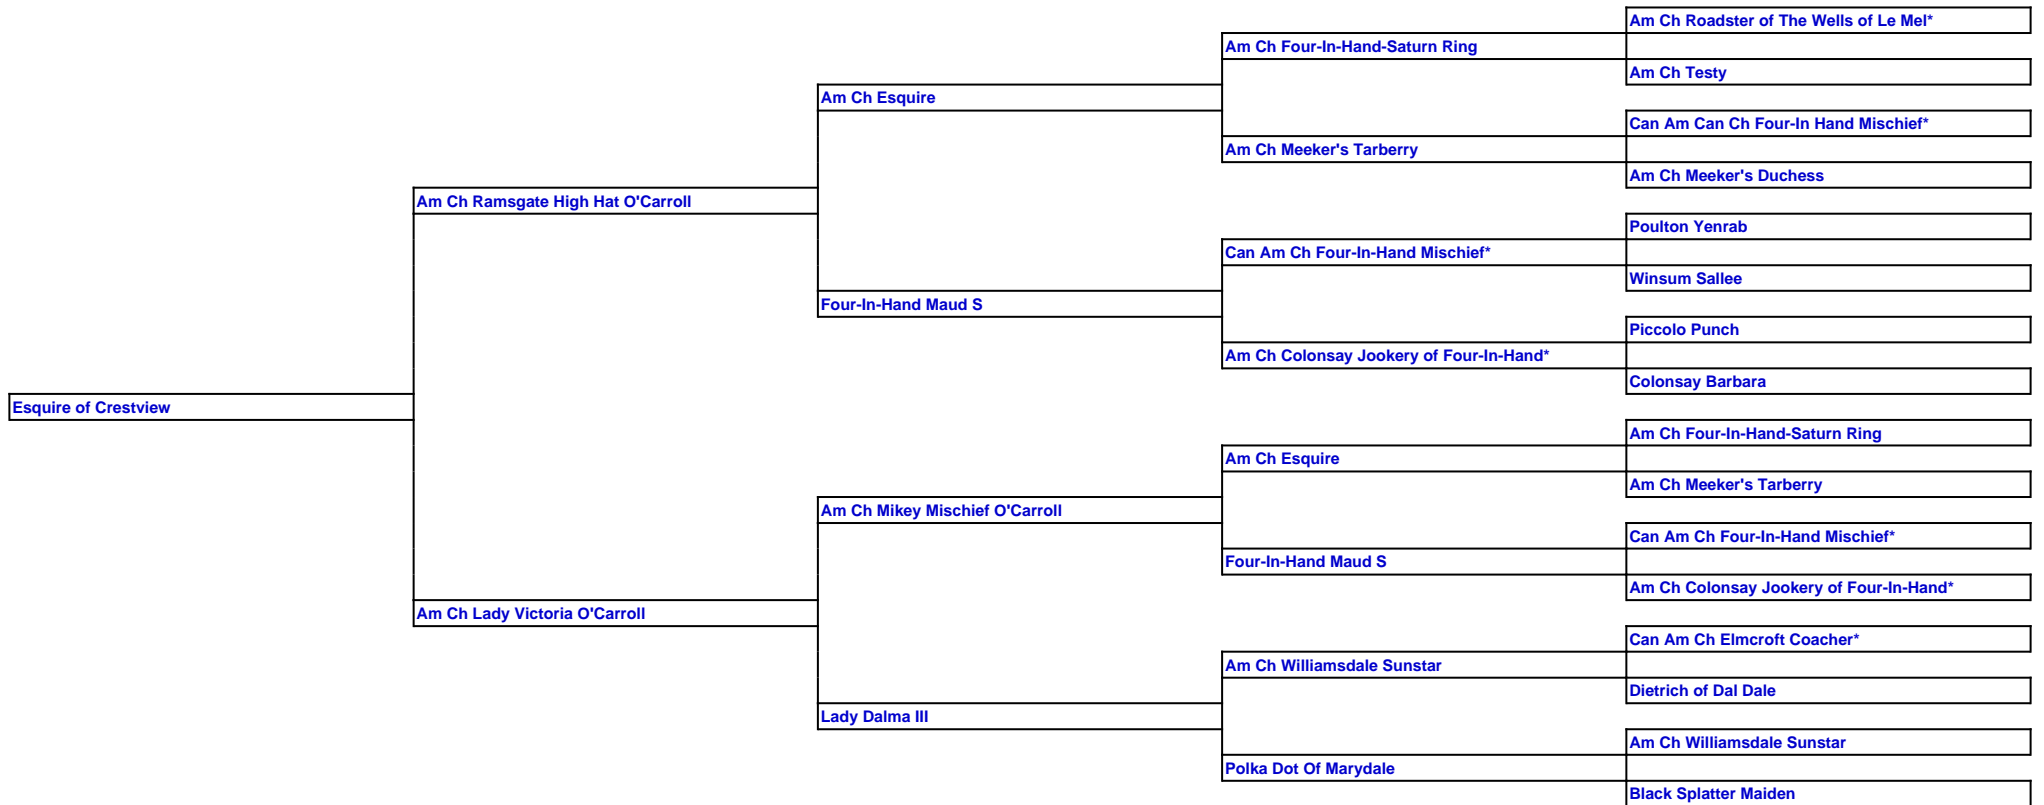 Am Ch Roadster of The Wells of Le Mel*
Am Ch Four-In-Hand-Saturn Ring
Am Ch Testy
Am Ch Esquire
Can Am Can Ch Four-In Hand Mischief*
Am Ch Meeker's Tarberry
Am Ch Meeker's Duchess
Am Ch Ramsgate High Hat O'Carroll
Poulton Yenrab
Can Am Ch Four-In-Hand Mischief*
Winsum Sallee
Four-In-Hand Maud S
Piccolo Punch
Am Ch Colonsay Jookery of Four-In-Hand*
Colonsay Barbara
Esquire of Crestview
Am Ch Four-In-Hand-Saturn Ring
Am Ch Esquire
Am Ch Meeker's Tarberry
Am Ch Mikey Mischief O'Carroll
Can Am Ch Four-In-Hand Mischief*
Four-In-Hand Maud S
Am Ch Colonsay Jookery of Four-In-Hand*
Am Ch Lady Victoria O'Carroll
Can Am Ch Elmcroft Coacher*
Am Ch Williamsdale Sunstar
Dietrich of Dal Dale
Lady Dalma III
Am Ch Williamsdale Sunstar
Polka Dot Of Marydale
Black Splatter Maiden